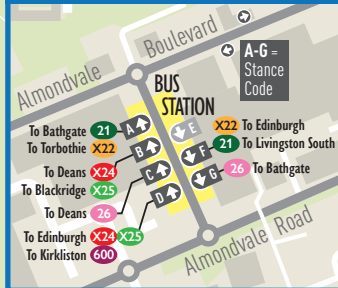 Almondvale Boulevard
A-G =
Stance
Code
BUS
STATION
To Bathgate 21 A
To Torbothie X22
To Deans X24 B
To Blackridge X25
To Deans 26 C
To Edinburgh X24 X25 D
To Kirkliston 600
E X22 To Edinburgh
F 21 To Livingston South
G 26 To Bathgate
Almondvale Road